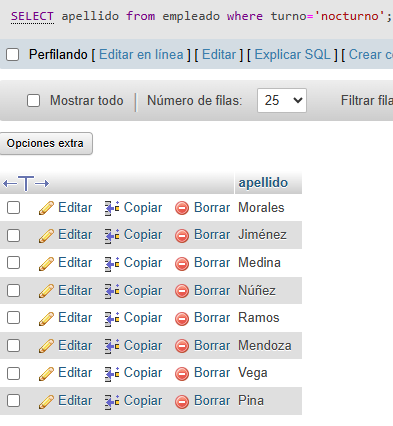 SELECT apellido from empleado where turno='nocturno';
Perfilando [ Editar en línea ] [ Editar ] [ Explicar SQL ] [ Crear c
Mostrar todo Número de filas: 25 Filtrar fila
Opciones extra
←T→ apellido
Editar Copiar Borrar Morales
Editar Copiar Borrar Jiménez
Editar Copiar Borrar Medina
Editar Copiar Borrar Núñez
Editar Copiar Borrar Ramos
Editar Copiar Borrar Mendoza
Editar Copiar Borrar Vega
Editar Copiar Borrar Pina